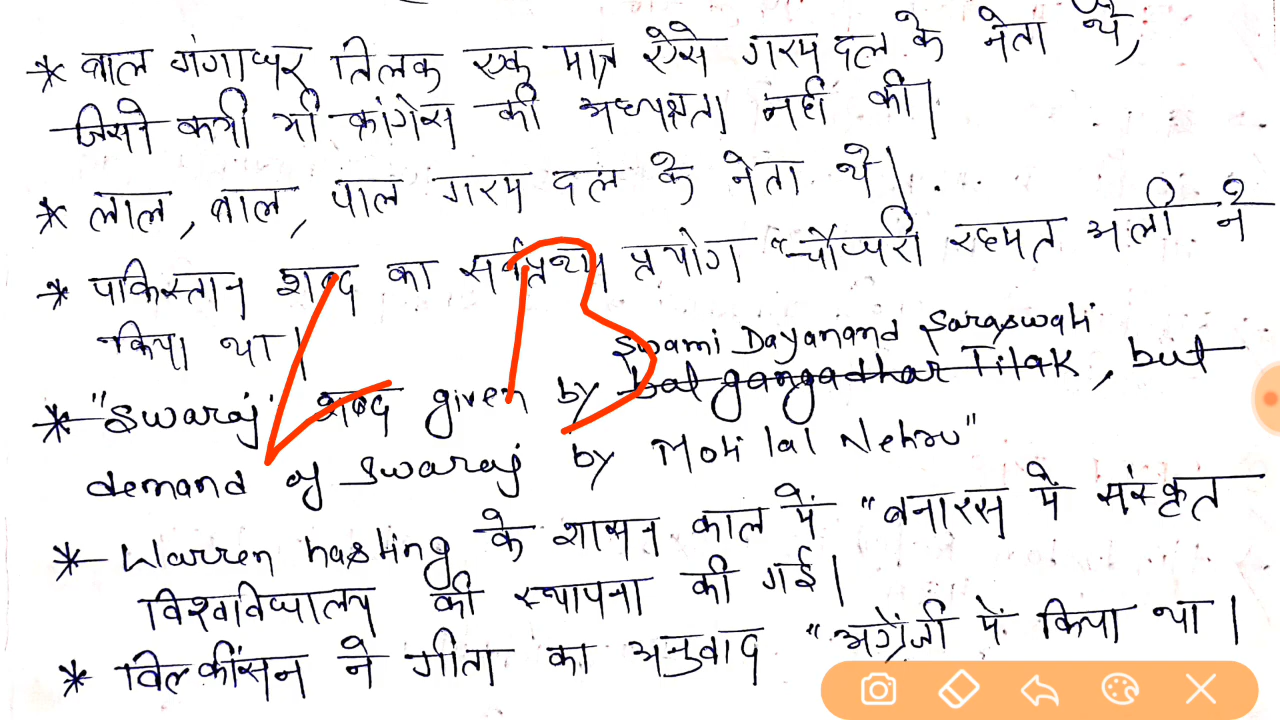 * बाल गंगाधर तिलक एक मात्र ऐसे गरम दल के नेता थे,
जिसने कभी भी कांग्रेस की अध्यक्षता नहीं की।
* लाल, बाल, पाल गरम दल के नेता थे।
* पाकिस्तान शब्द का सर्वप्रथम प्रयोग "चौधरी रहमत अली ने
किया था।
Swami Dayanand Saraswati
* "Swaraj" शब्द given by bal gangadhar Tilak, but
demand of swaraj by Moti lal Nehru"
* Warren hasting के शासन काल में "बनारस में संस्कृत
विश्वविधालय की स्थापना की गई।
* विल्कींसन ने गीता का अनुवाद "अंग्रेंजी में किया था।